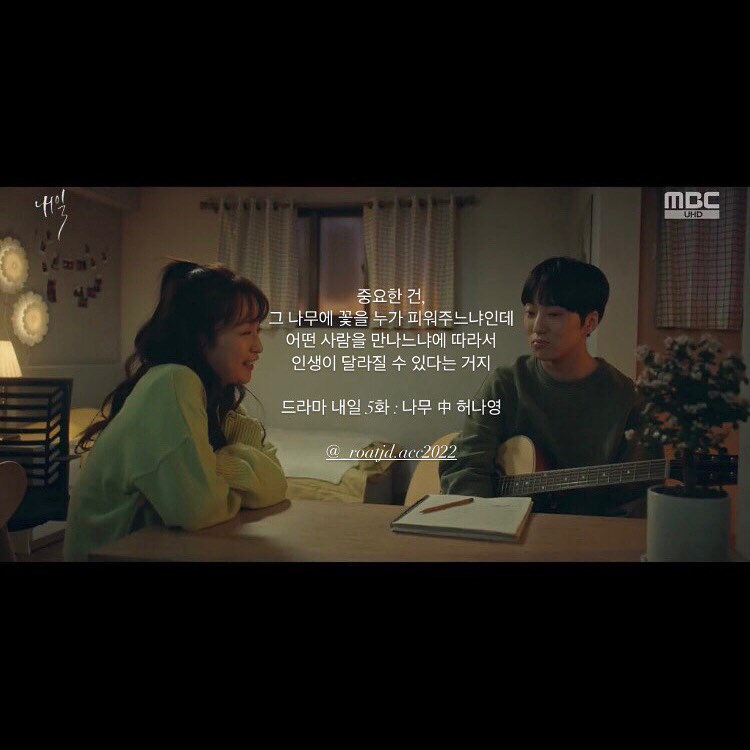 내일
MBC
UHD
중요한 건,
그 나무에 꽃을 누가 피워주느냐인데
어떤 사람을 만나느냐에 따라서
인생이 달라질 수 있다는 거지
드라마 내일 5화 : 나무 中 허나영
@_roatjd.acc2022